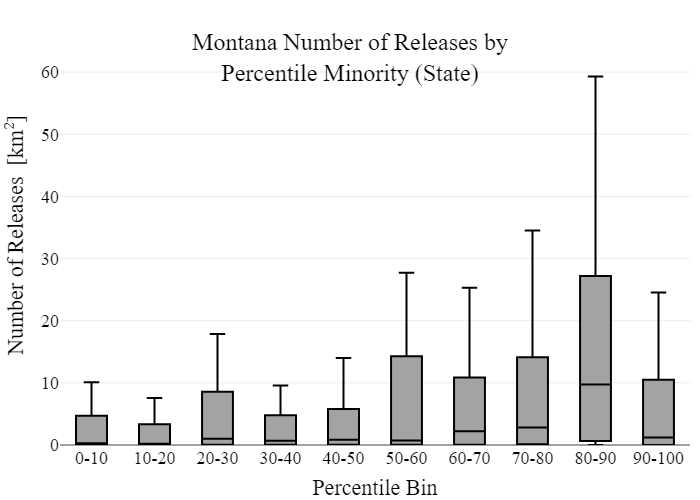 Montana Number of Releases by
Percentile Minority (State)
Number of Releases [km²]
60
50
40
30
20
10
0
0-10 10-20 20-30 30-40 40-50 50-60 60-70 70-80 80-90 90-100
Percentile Bin